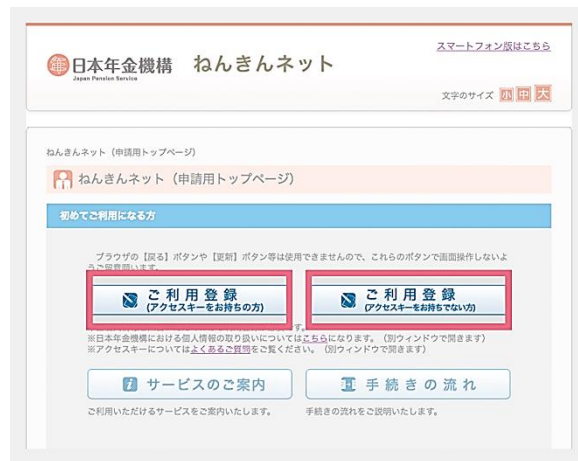 スマートフォン版はこちら
日本年金機構 ねんきんネット
Japan Pension Service
文字のサイズ 小 中 大
ねんきんネット（申請用トップページ）
ねんきんネット（申請用トップページ）
初めてご利用になる方
ブラウザの【戻る】ボタンや【更新】ボタン等は使用できませんので、これらのボタンで画面操作しないよ
うご留意願います。
ご利用登録
(アクセスキーをお持ちの方)
ご利用登録
(アクセスキーをお持ちでない方)
す。
※日本年金機構における個人情報の取り扱いについてはこちらになります。（別ウィンドウで開きます）
※アクセスキーについてはよくあるご質問をご覧ください。（別ウィンドウで開きます）
サービスのご案内
手続きの流れ
ご利用いただけるサービスをご案内いたします。
手続きの流れをご説明いたします。